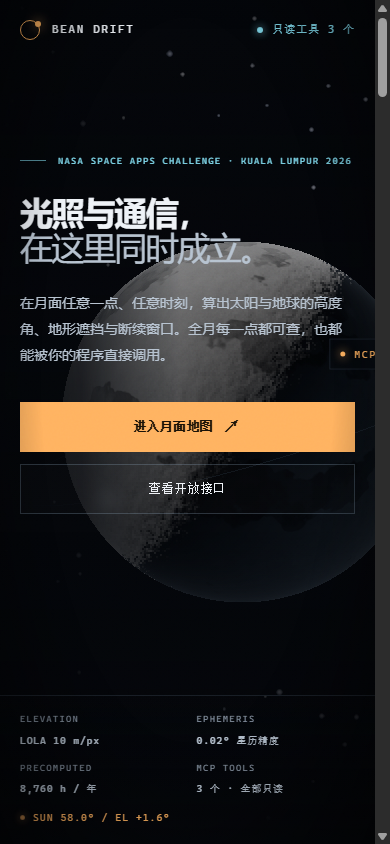 BEAN DRIFT
只读工具 3 个
NASA SPACE APPS CHALLENGE · KUALA LUMPUR 2026
光照与通信，
在这里同时成立。
在月面任意一点、任意时刻，算出太阳与地球的高度
角、地形遮挡与断续窗口。全月每一点都可查，也都
能被你的程序直接调用。
MCP
进入月面地图 ↗
查看开放接口
ELEVATION
LOLA 10 m/px
EPHEMERIS
0.02° 星历精度
PRECOMPUTED
8,760 h / 年
MCP TOOLS
3 个 · 全部只读
SUN 58.0° / EL +1.6°